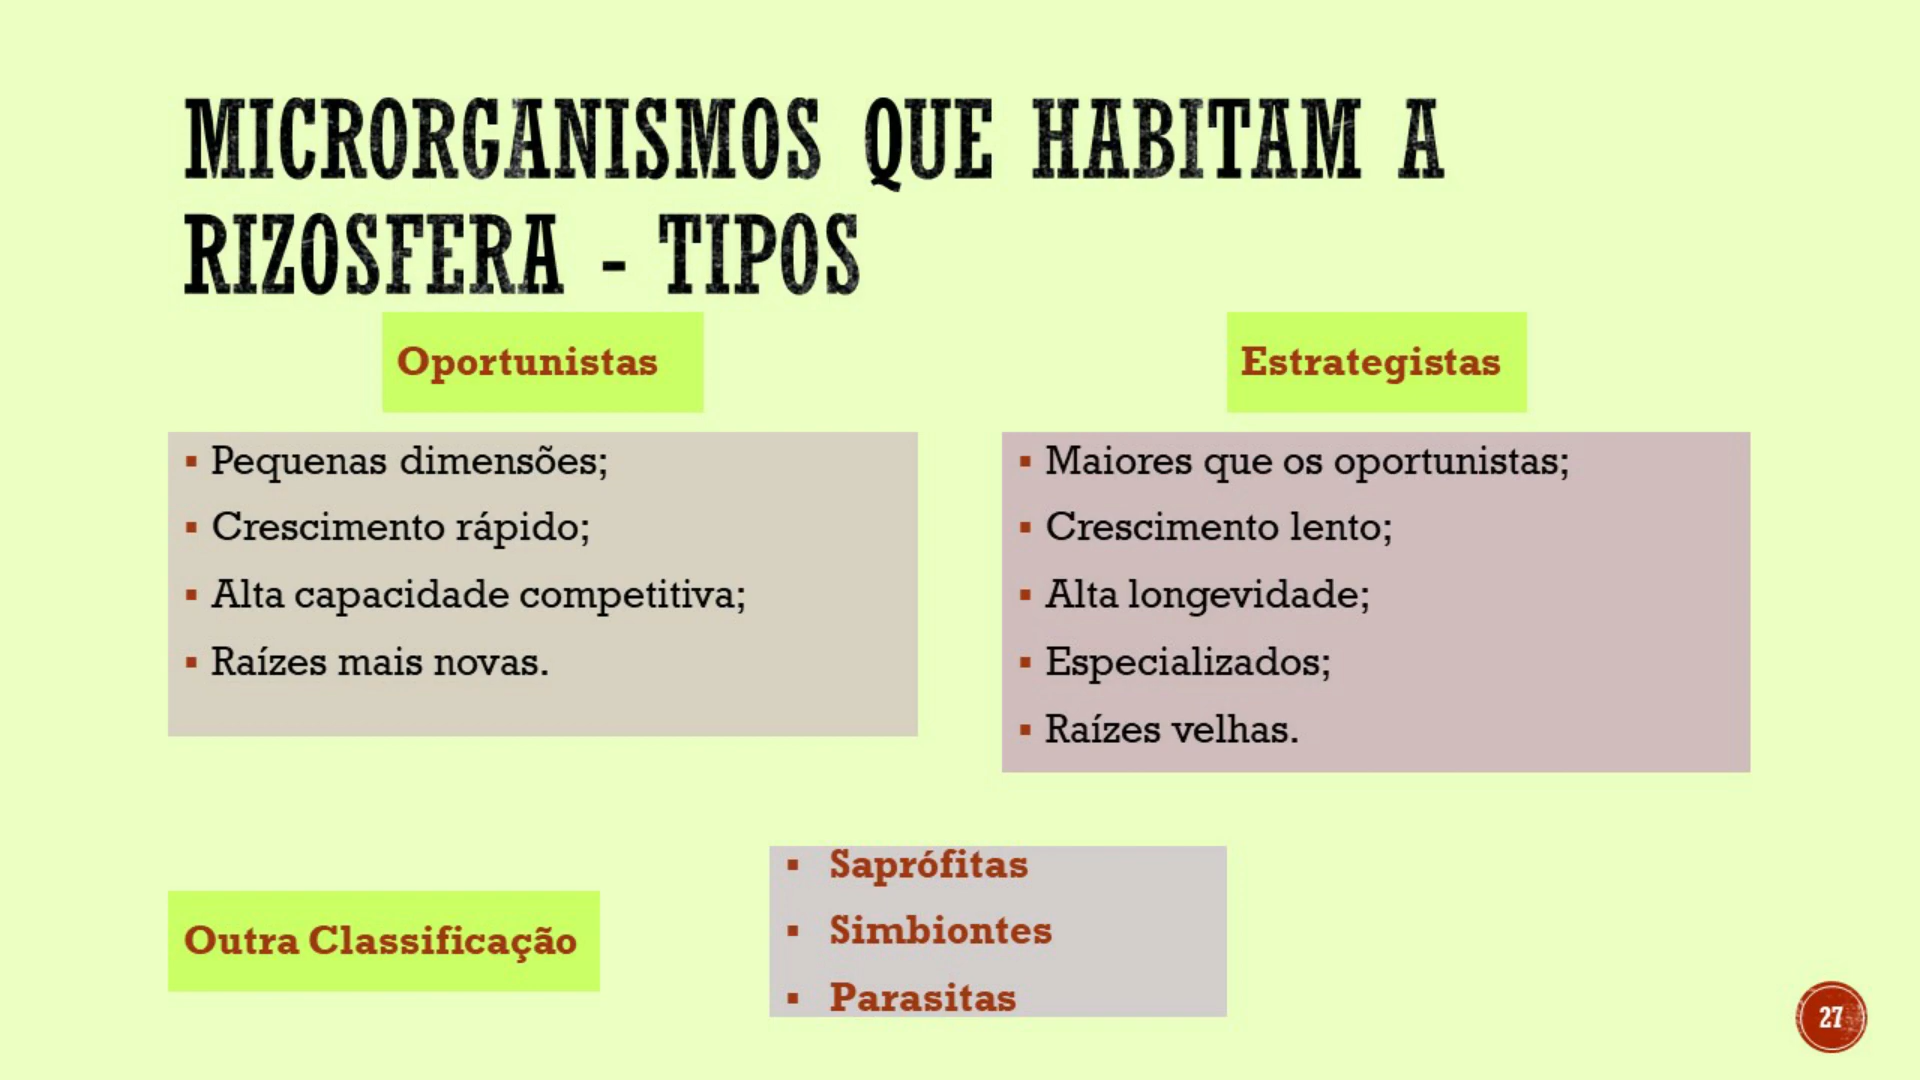 MICRORGANISMOS QUE HABITAM A
RIZOSFERA - TIPOS
Oportunistas
▪ Pequenas dimensões;
▪ Crescimento rápido;
▪ Alta capacidade competitiva;
▪ Raízes mais novas.
Estrategistas
▪ Maiores que os oportunistas;
▪ Crescimento lento;
▪ Alta longevidade;
▪ Especializados;
▪ Raízes velhas.
Outra Classificação
▪ Saprófitas
▪ Simbiontes
▪ Parasitas
27